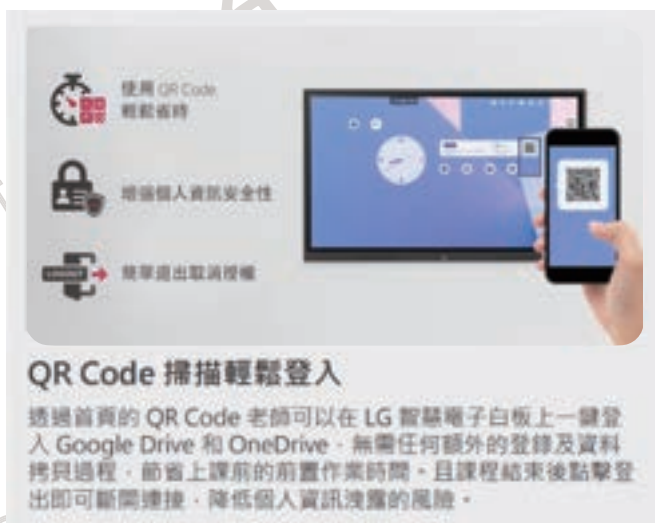 使用 QR Code
輕鬆省時
增強個人資訊安全性
LOGOUT
簡單退出取消授權
QR Code 掃描輕鬆登入
透過首頁的 QR Code 老師可以在 LG 智慧電子白板上一鍵登
入 Google Drive 和 OneDrive，無需任何額外的登錄及資料
拷貝過程，節省上課前的前置作業時間。且課程結束後點擊登
出即可斷開連接，降低個人資訊洩露的風險。